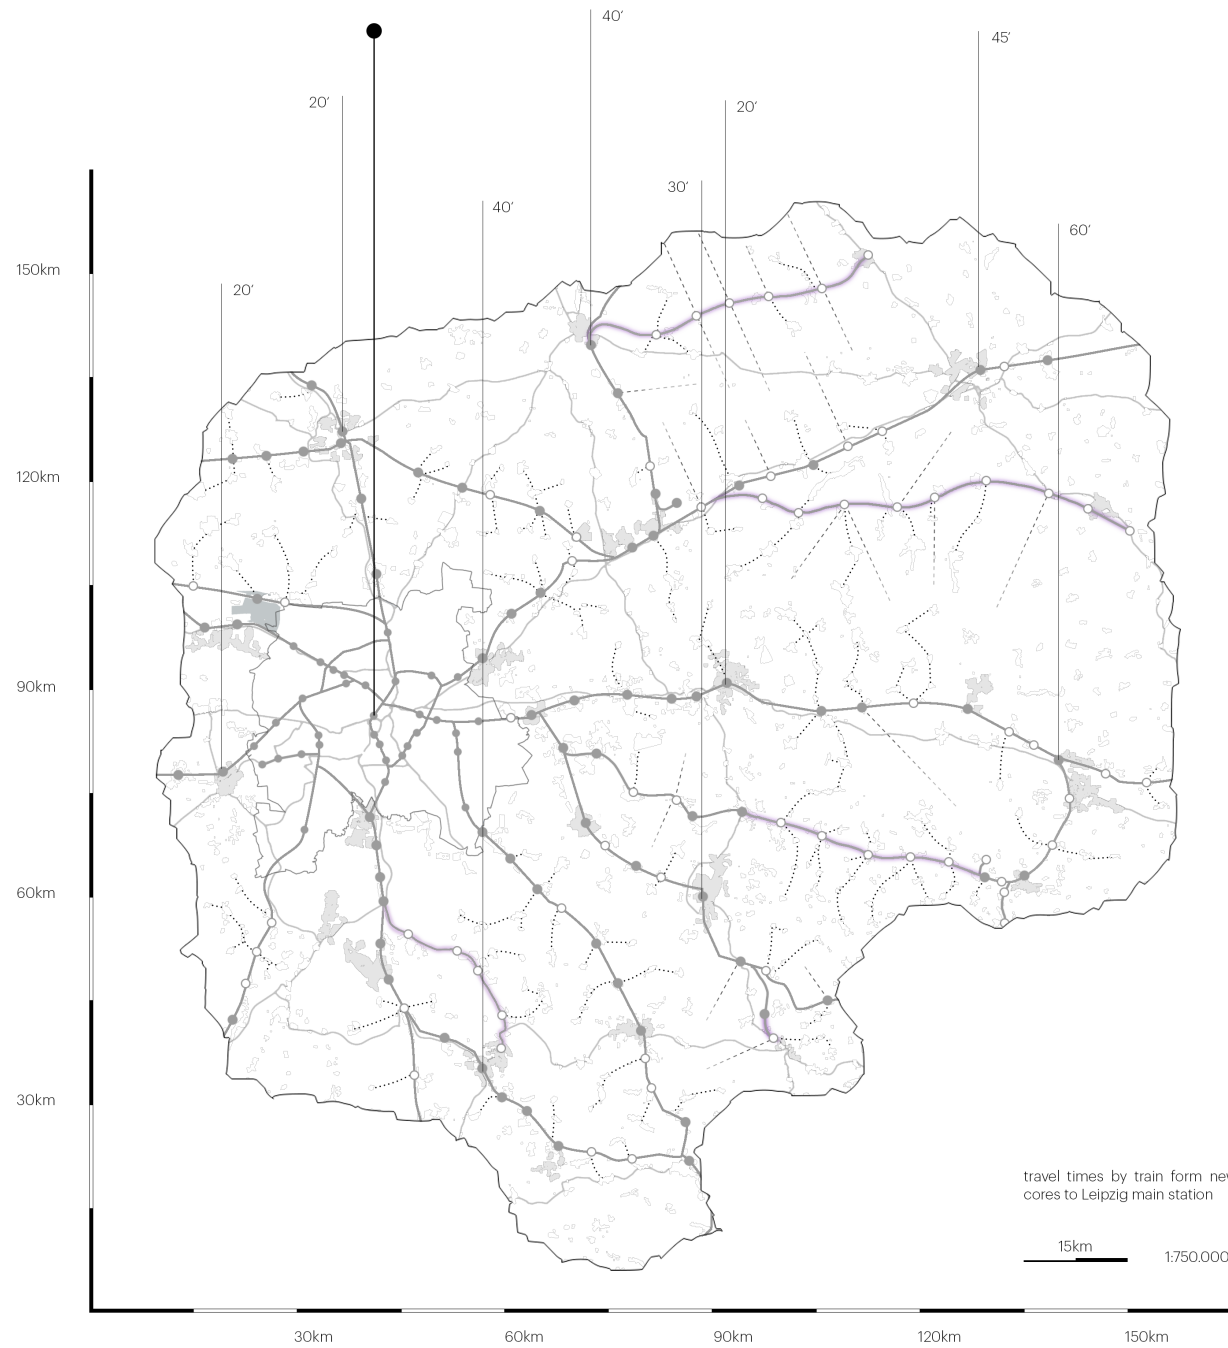 40’
45’
20’
20’
30’
40’
60’
20’
150km
120km
90km
60km
30km
travel times by train form
cores to Leipzig main station
15km
1:750.000
30km
60km
90km
120km
150km